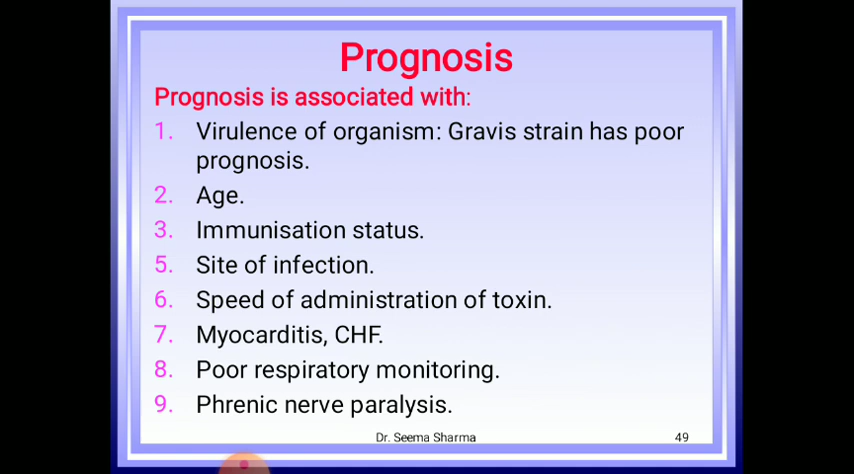 Prognosis
Prognosis is associated with:
1. Virulence of organism: Gravis strain has poor
prognosis.
2. Age.
3. Immunisation status.
5. Site of infection.
6. Speed of administration of toxin.
7. Myocarditis, CHF.
8. Poor respiratory monitoring.
9. Phrenic nerve paralysis.
Dr. Seema Sharma 49